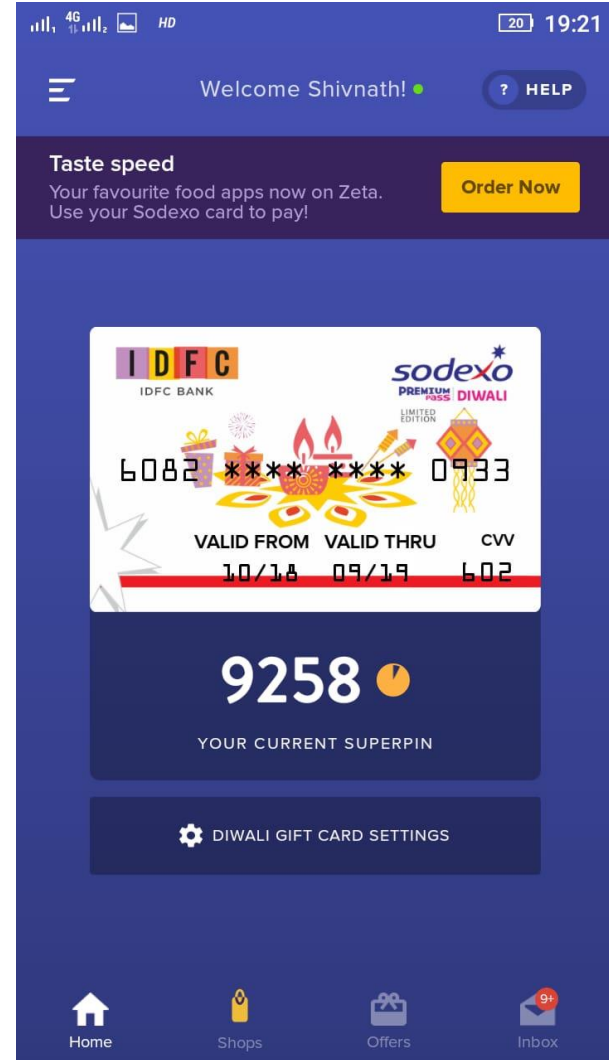 4G HD 20 19:21
Welcome Shivnath! ? HELP
Taste speed
Your favourite food apps now on Zeta.
Use your Sodexo card to pay!
Order Now
IDFC
IDFC BANK
sodexo
PREMIUM PASS DIWALI
LIMITED
EDITION
6082 **** **** 0933
VALID FROM VALID THRU CVV
10/18 09/19 602
9258
YOUR CURRENT SUPERPIN
DIWALI GIFT CARD SETTINGS
9+
Home Shops Offers Inbox